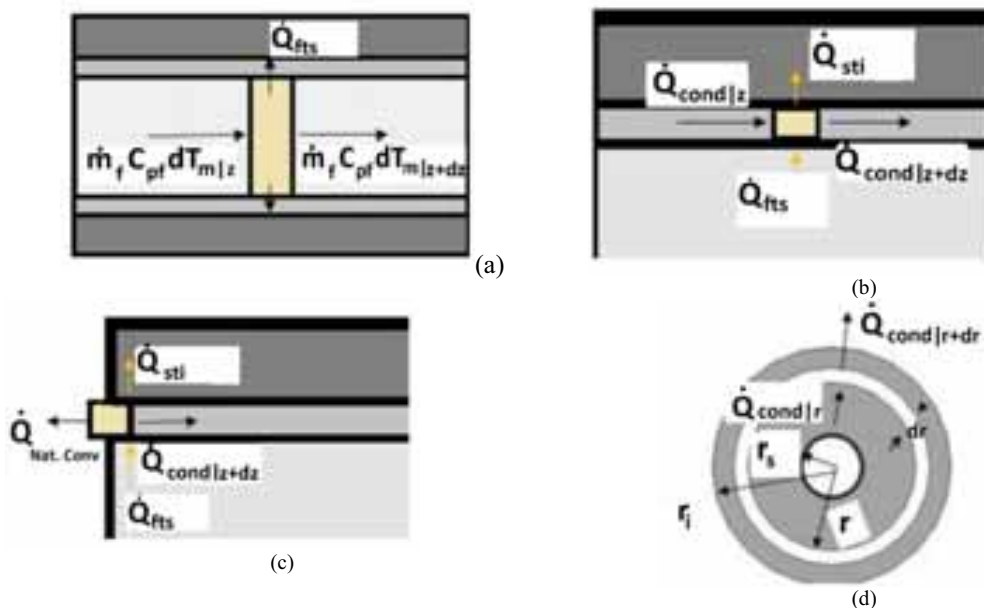 Q̇fts
ṁf Cpf dTm|z
ṁf Cpf dTm|z+dz
(a)
Q̇sti
Q̇cond|z
Q̇cond|z+dz
Q̇fts
(b)
Q̇sti
Q̇Nat. Conv
Q̇cond|z+dz
Q̇fts
(c)
Q̇cond|r+dr
Q̇cond|r
dr
rs
ri
r
(d)